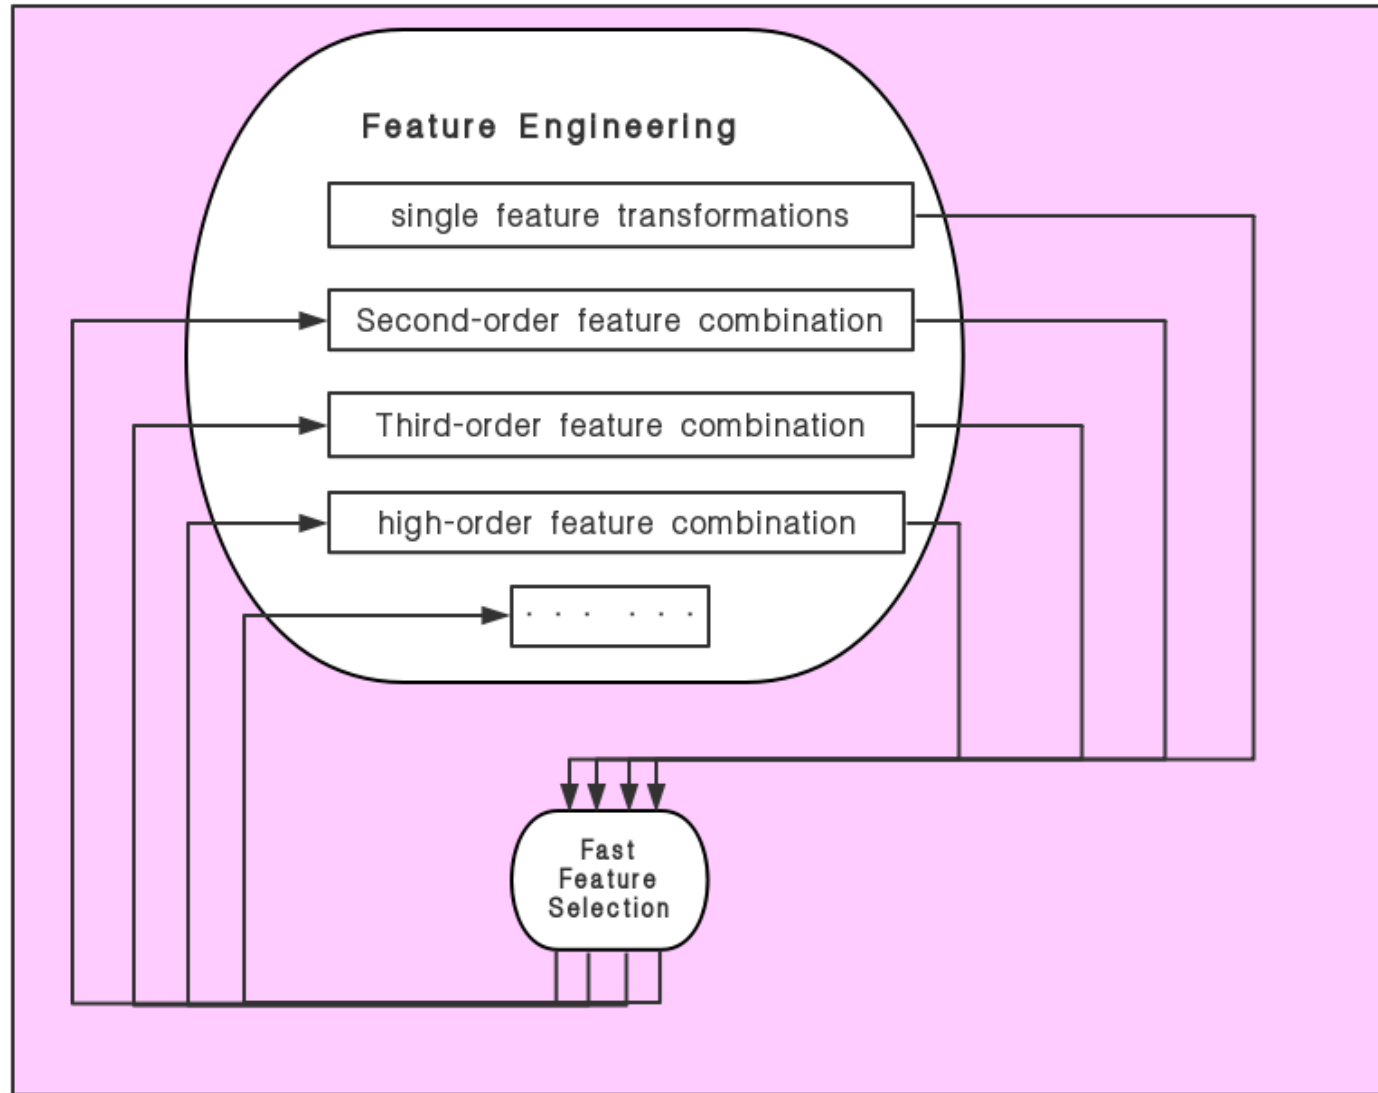 Feature Engineering
single feature transformations
Second-order feature combination
Third-order feature combination
high-order feature combination
· · · · · ·
Fast
Feature
Selection